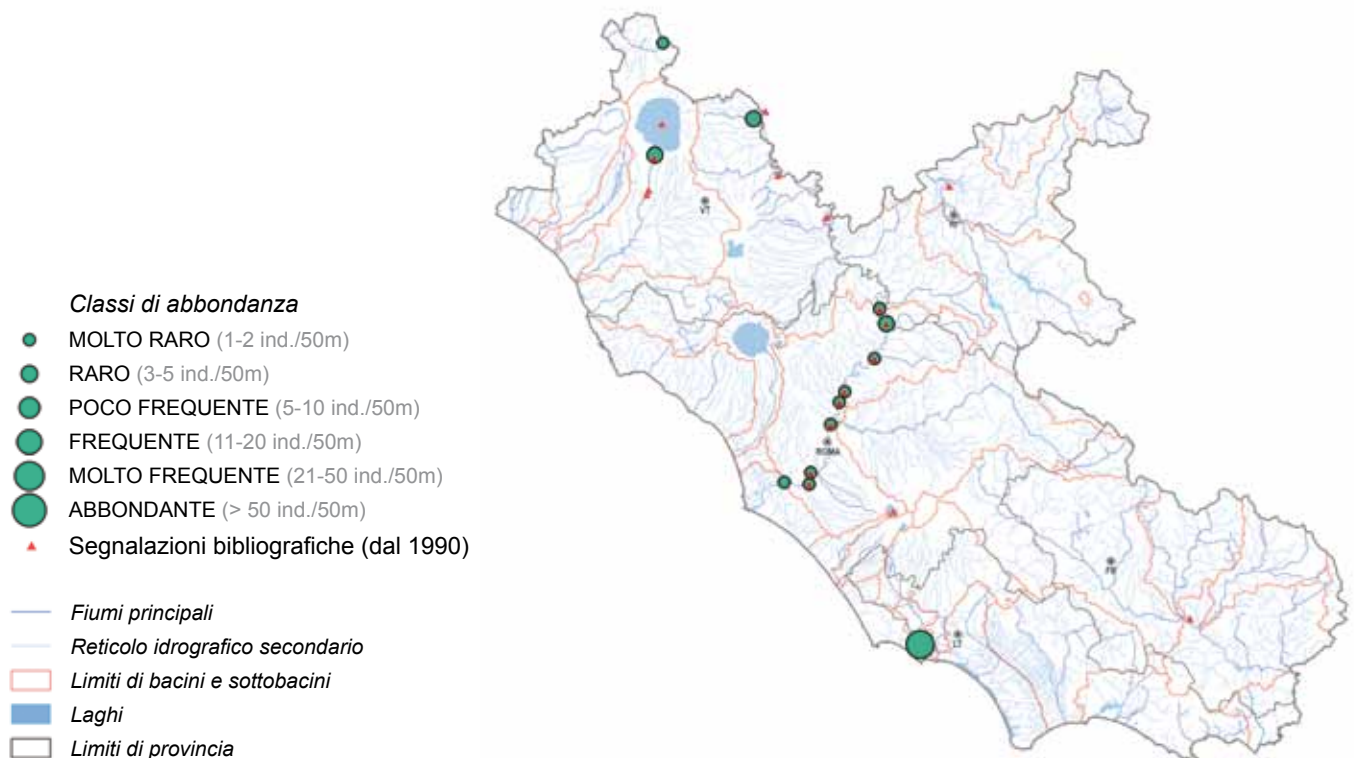 Classi di abbondanza
MOLTO RARO (1-2 ind./50m)
RARO (3-5 ind./50m)
POCO FREQUENTE (5-10 ind./50m)
FREQUENTE (11-20 ind./50m)
MOLTO FREQUENTE (21-50 ind./50m)
ABBONDANTE (> 50 ind./50m)
Segnalazioni bibliografiche (dal 1990)
Fiumi principali
Reticolo idrografico secondario
Limiti di bacini e sottobacini
Laghi
Limiti di provincia
VT
ROMA
FR
LT